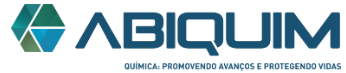 ABIQUIM
QUÍMICA: PROMOVENDO AVANÇOS E PROTEGENDO VIDAS